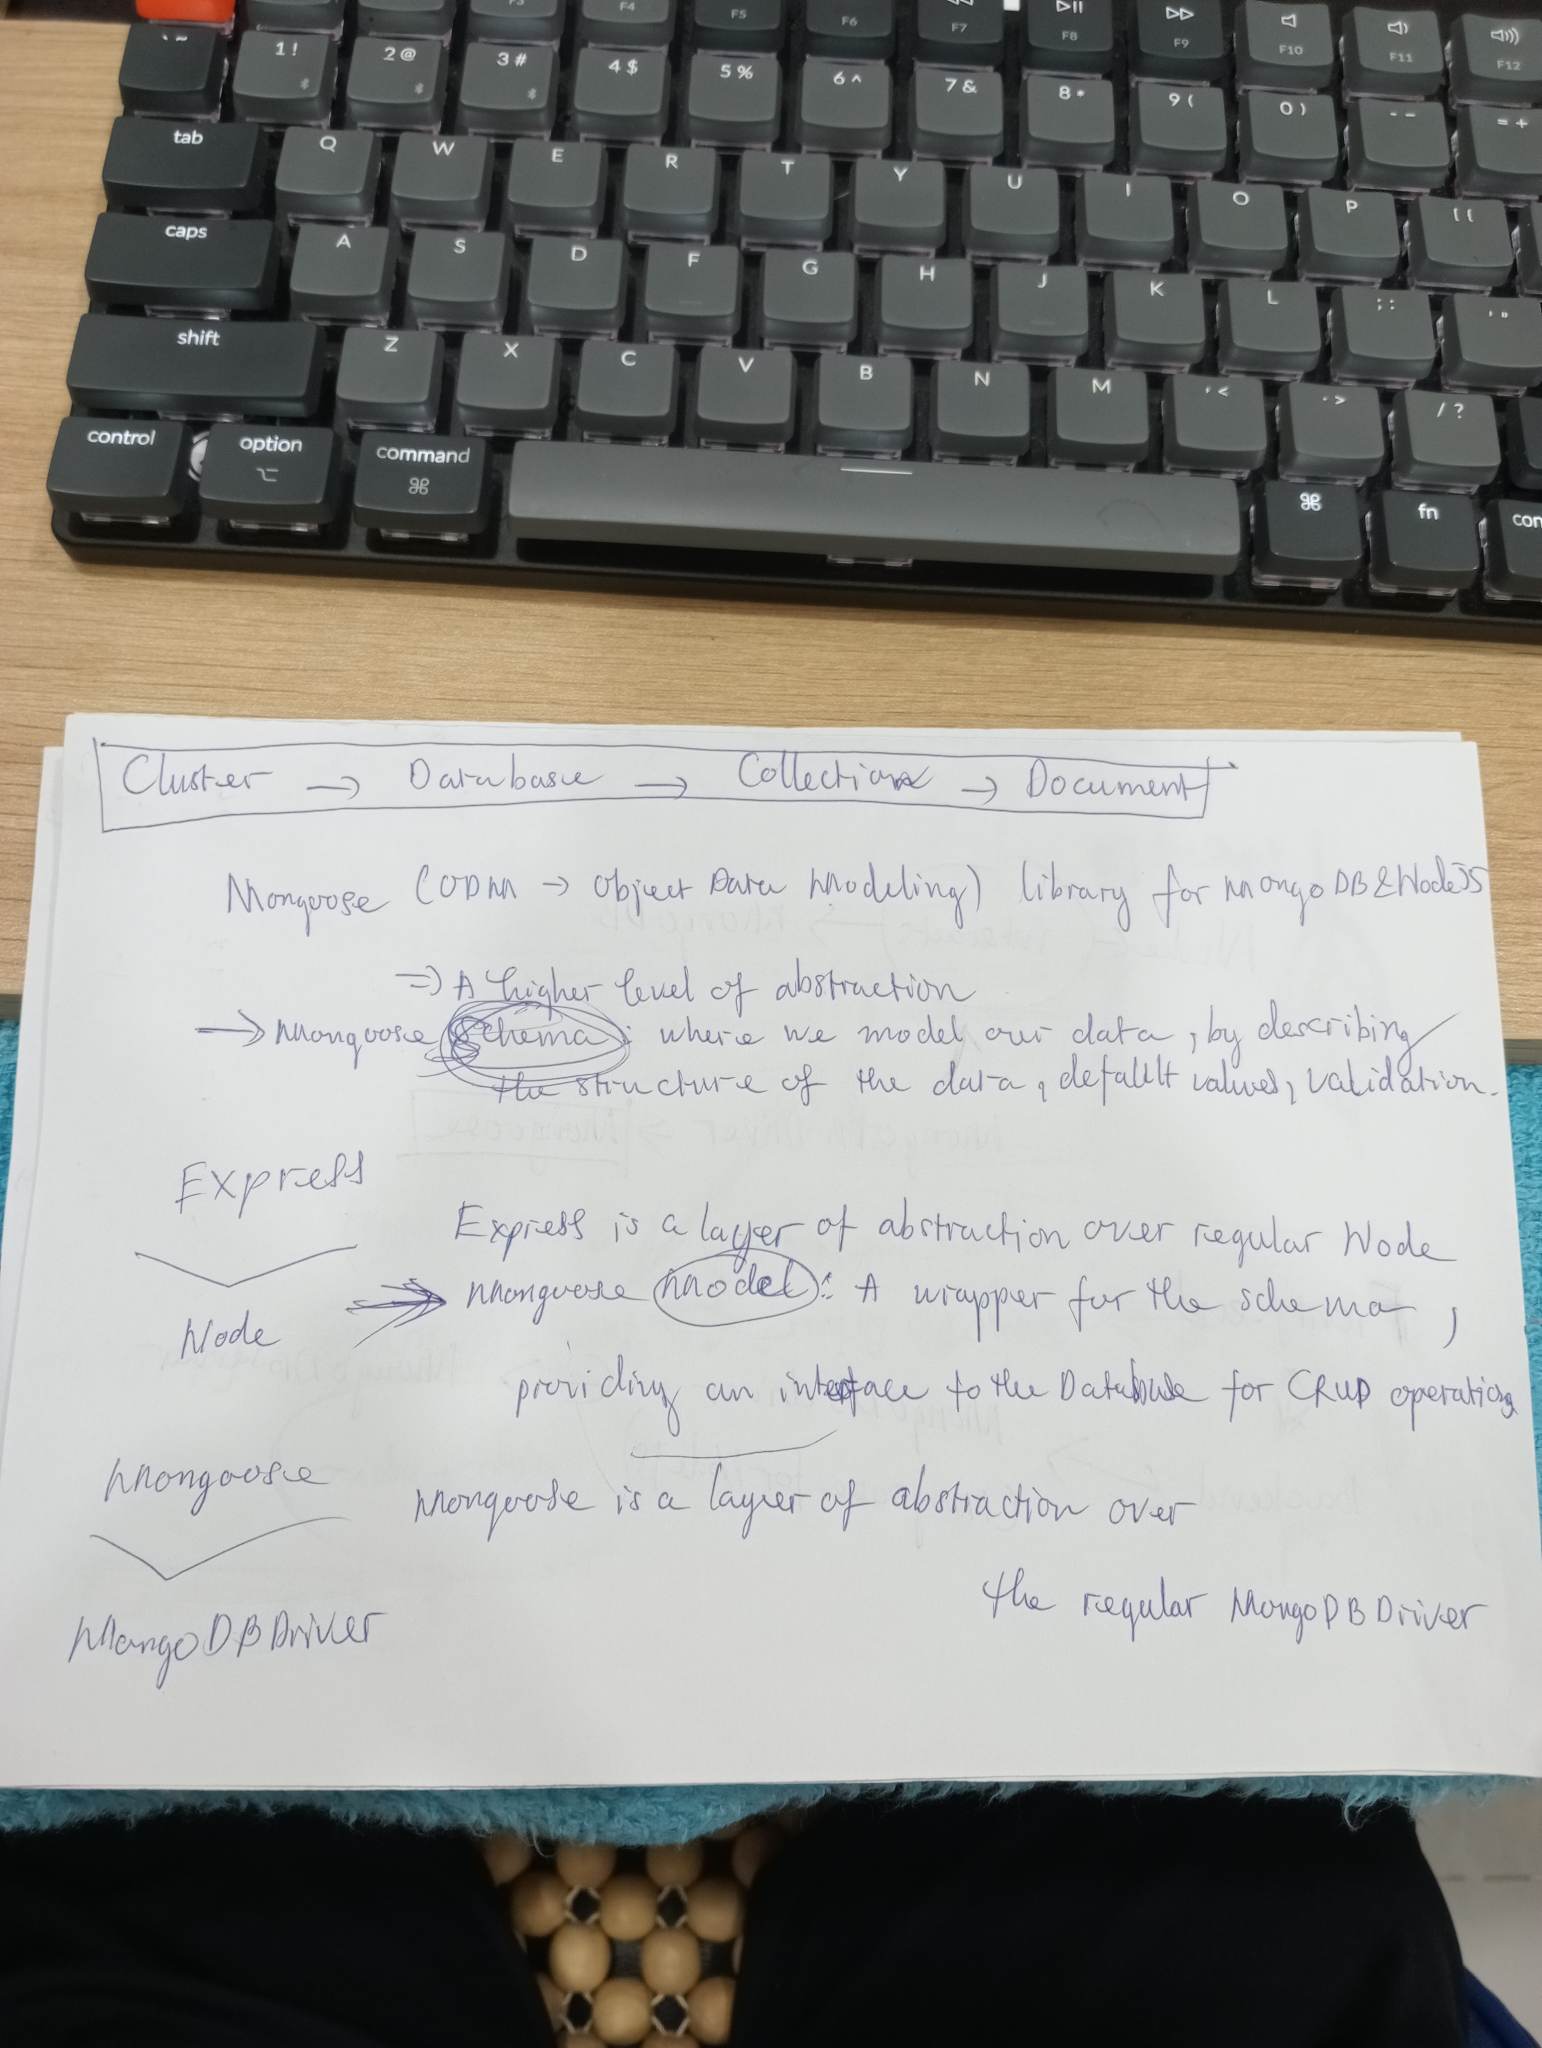 F3 F4 F5 F6 F7 F8 F9 F10 F11 F12
` ~ 1 ! 2 @ 3 # 4 $ 5 % 6 ^ 7 & 8 * 9 ( 0 ) - - = +
tab Q W E R T Y U I O P [ {
caps A S D F G H J K L ; : ' "
shift Z X C V B N M , < . > / ?
control option command fn con
Cluster → Database → Collection → Document
Mongoose (ODM → Object Data Modeling) library for MongoDB & NodeJS
=> A higher level of abstraction
→ Mongoose Schema: where we model our data, by describing
the structure of the data, default values, validation.
Express
Node
Express is a layer of abstraction over regular Node
→ Mongoose Model: A wrapper for the schema,
providing an interface to the Database for CRUD operations
Mongoose
MongoDB Driver
Mongoose is a layer of abstraction over
the regular MongoDB Driver